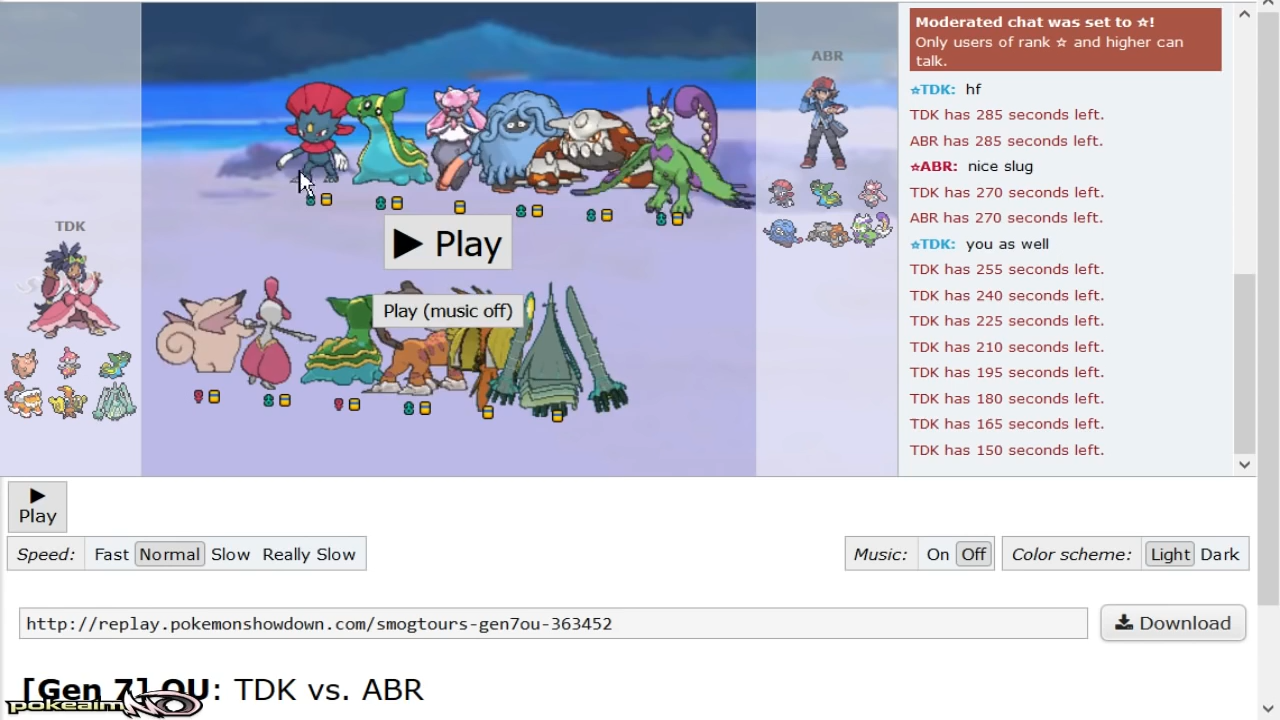 TDK
▶ Play
Play (music off)
ABR
Moderated chat was set to ☆!
Only users of rank ☆ and higher can
talk.
☆TDK: hf
TDK has 285 seconds left.
ABR has 285 seconds left.
☆ABR: nice slug
TDK has 270 seconds left.
ABR has 270 seconds left.
☆TDK: you as well
TDK has 255 seconds left.
TDK has 240 seconds left.
TDK has 225 seconds left.
TDK has 210 seconds left.
TDK has 195 seconds left.
TDK has 180 seconds left.
TDK has 165 seconds left.
TDK has 150 seconds left.
▶
Play
Speed: Fast Normal Slow Really Slow
Music: On Off
Color scheme: Light Dark
http://replay.pokemonshowdown.com/smogtours-gen7ou-363452
Download
[Gen 7] OU: TDK vs. ABR
pokeaimMD